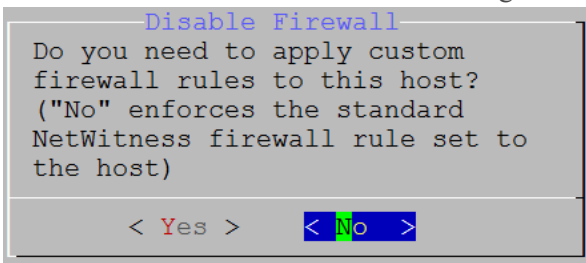 Disable Firewall
Do you need to apply custom
firewall rules to this host?
("No" enforces the standard
NetWitness firewall rule set to
the host)
< Yes > < No >